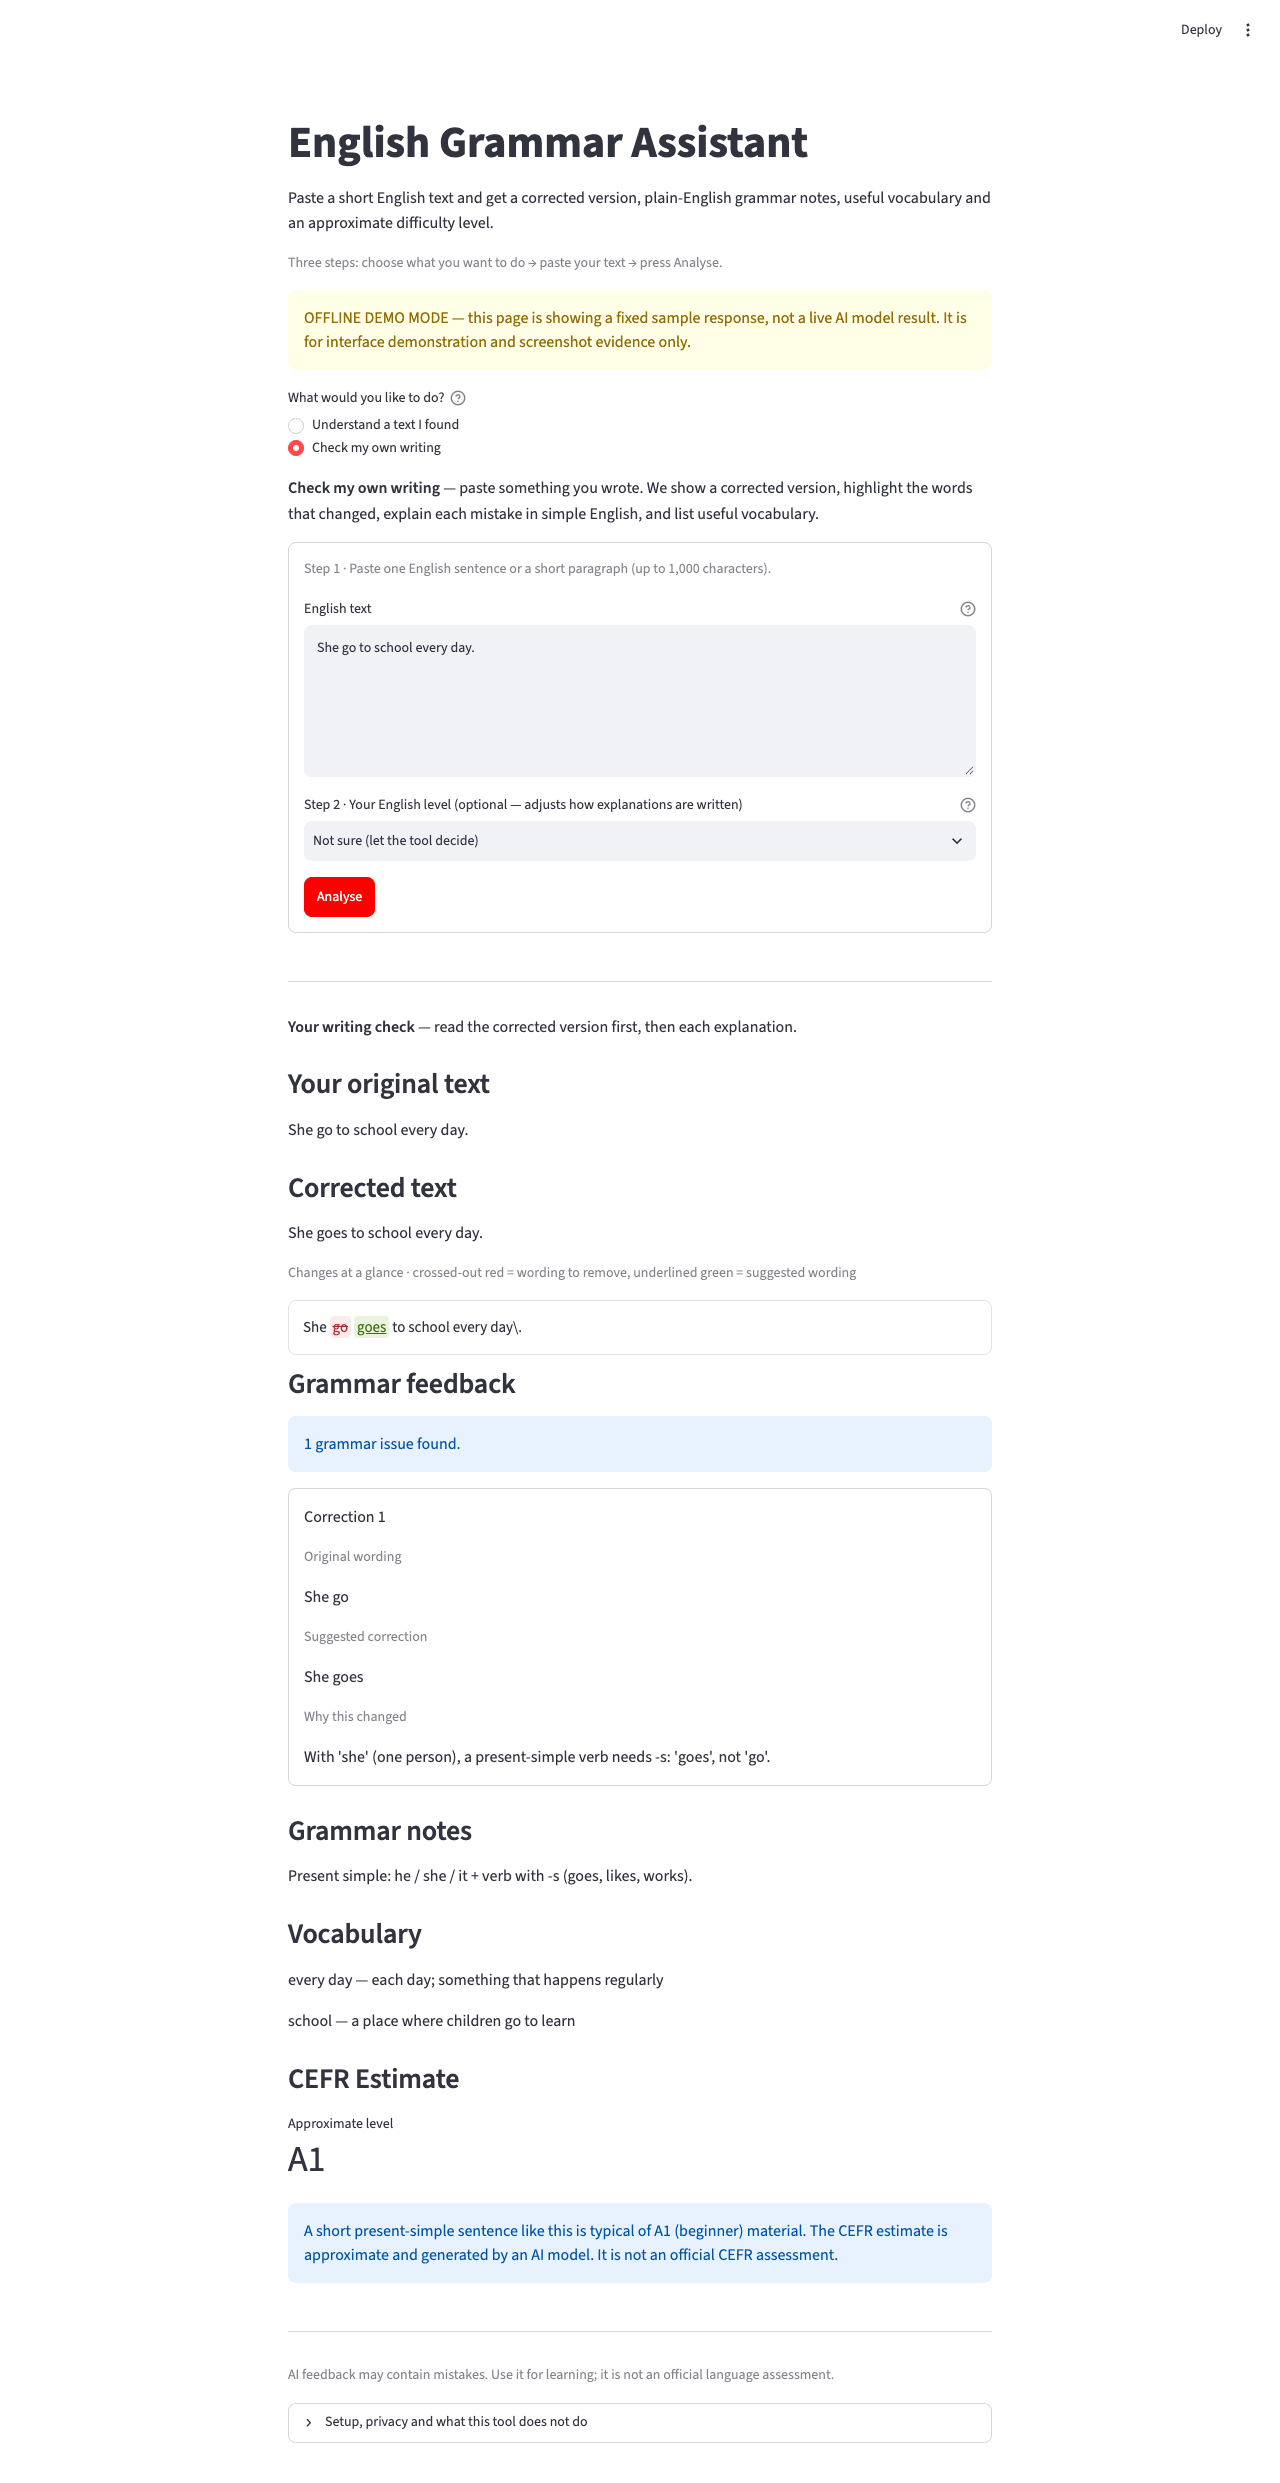 Deploy
English Grammar Assistant
Paste a short English text and get a corrected version, plain-English grammar notes, useful vocabulary and
an approximate difficulty level.
Three steps: choose what you want to do → paste your text → press Analyse.
OFFLINE DEMO MODE — this page is showing a fixed sample response, not a live AI model result. It is
for interface demonstration and screenshot evidence only.
What would you like to do?
Understand a text I found
Check my own writing
Check my own writing — paste something you wrote. We show a corrected version, highlight the words
that changed, explain each mistake in simple English, and list useful vocabulary.
Step 1 · Paste one English sentence or a short paragraph (up to 1,000 characters).
English text
She go to school every day.
Step 2 · Your English level (optional — adjusts how explanations are written)
Not sure (let the tool decide)
Analyse
Your writing check — read the corrected version first, then each explanation.
Your original text
She go to school every day.
Corrected text
She goes to school every day.
Changes at a glance · crossed-out red = wording to remove, underlined green = suggested wording
She go goes to school every day\.
Grammar feedback
1 grammar issue found.
Correction 1
Original wording
She go
Suggested correction
She goes
Why this changed
With 'she' (one person), a present-simple verb needs -s: 'goes', not 'go'.
Grammar notes
Present simple: he / she / it + verb with -s (goes, likes, works).
Vocabulary
every day — each day; something that happens regularly
school — a place where children go to learn
CEFR Estimate
Approximate level
A1
A short present-simple sentence like this is typical of A1 (beginner) material. The CEFR estimate is
approximate and generated by an AI model. It is not an official CEFR assessment.
AI feedback may contain mistakes. Use it for learning; it is not an official language assessment.
Setup, privacy and what this tool does not do